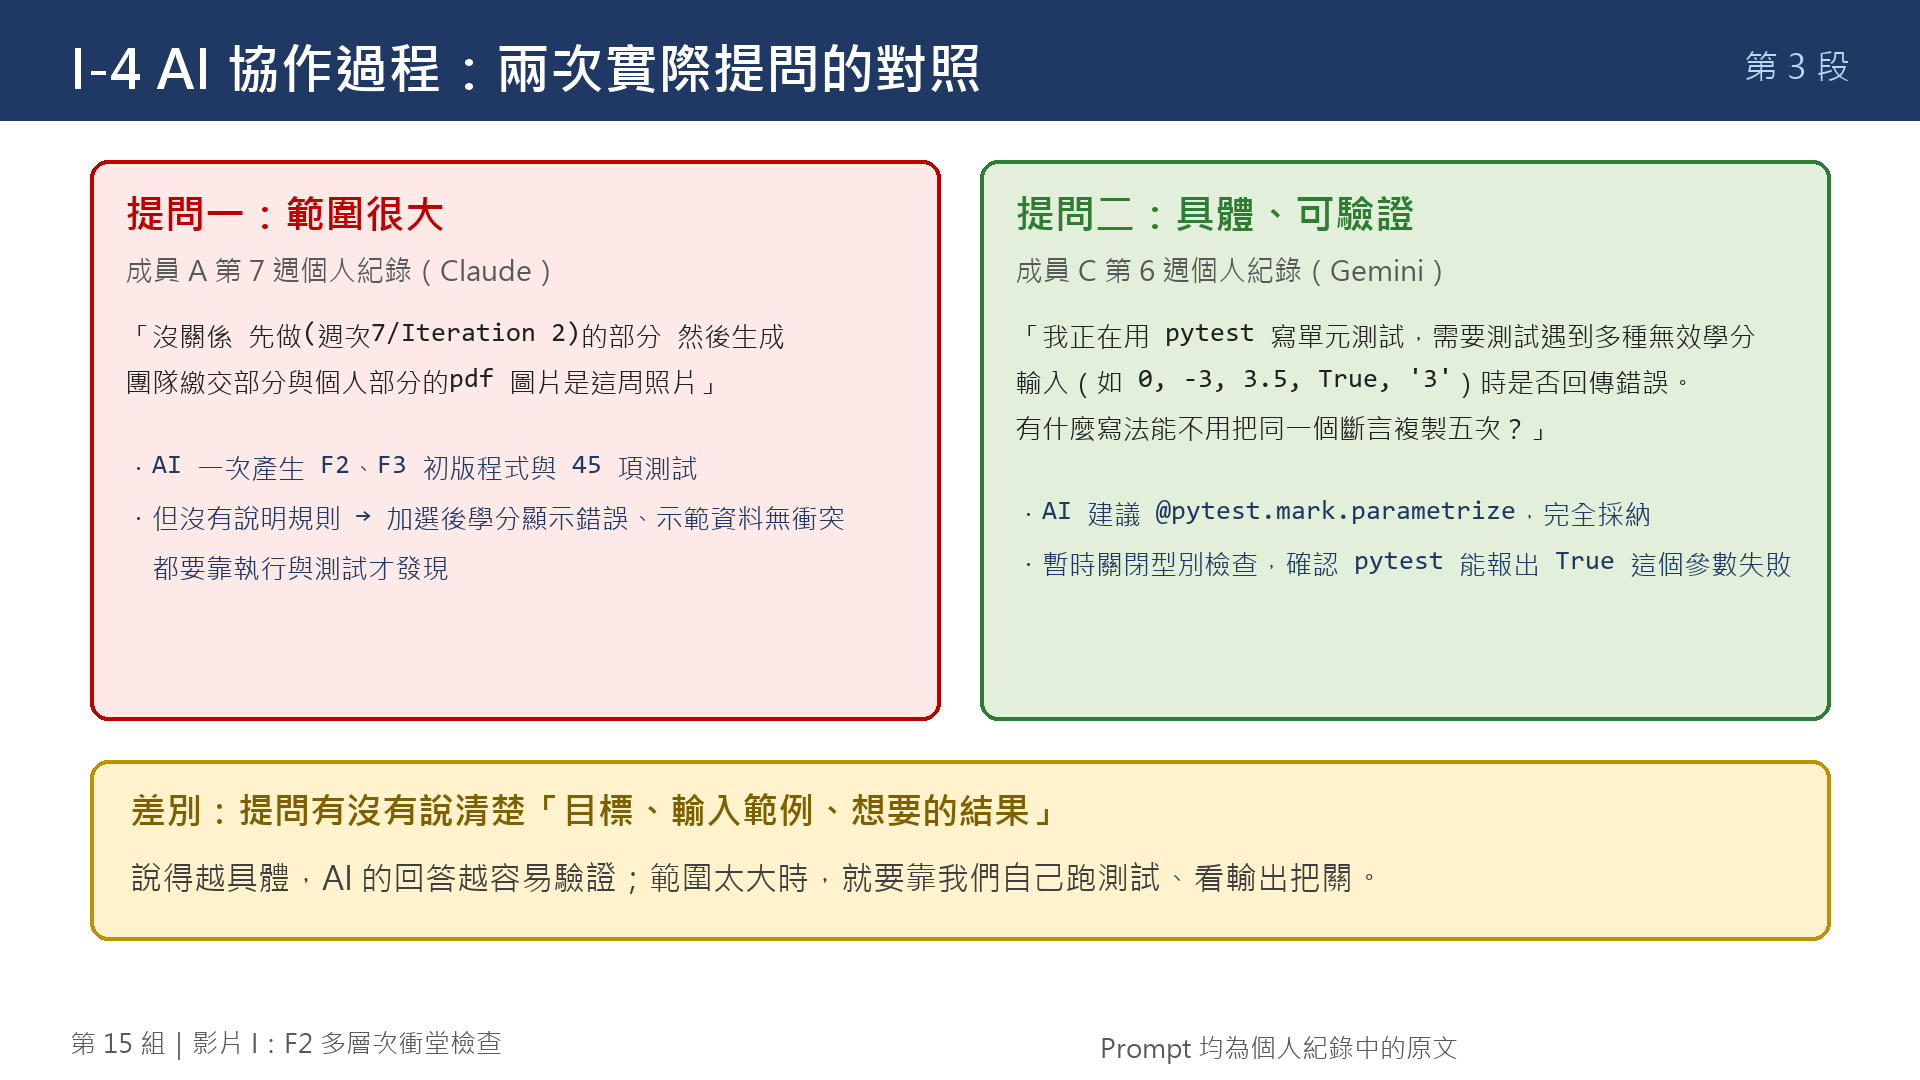 I-4 AI 協作過程：兩次實際提問的對照
第 3 段
提問一：範圍很大
成員 A 第 7 週個人紀錄（Claude）
「沒關係 先做(週次7/Iteration 2)的部分 然後生成
團隊繳交部分與個人部分的pdf 圖片是這周照片」
· AI 一次產生 F2、F3 初版程式與 45 項測試
· 但沒有說明規則 → 加選後學分顯示錯誤、示範資料無衝突
都要靠執行與測試才發現
提問二：具體、可驗證
成員 C 第 6 週個人紀錄（Gemini）
「我正在用 pytest 寫單元測試，需要測試遇到多種無效學分
輸入（如 0, -3, 3.5, True, '3'）時是否回傳錯誤。
有什麼寫法能不用把同一個斷言複製五次？」
· AI 建議 @pytest.mark.parametrize，完全採納
· 暫時關閉型別檢查，確認 pytest 能報出 True 這個參數失敗
差別：提問有沒有說清楚「目標、輸入範例、想要的結果」
說得越具體，AI 的回答越容易驗證；範圍太大時，就要靠我們自己跑測試、看輸出把關。
第 15 組｜影片 I：F2 多層次衝堂檢查
Prompt 均為個人紀錄中的原文